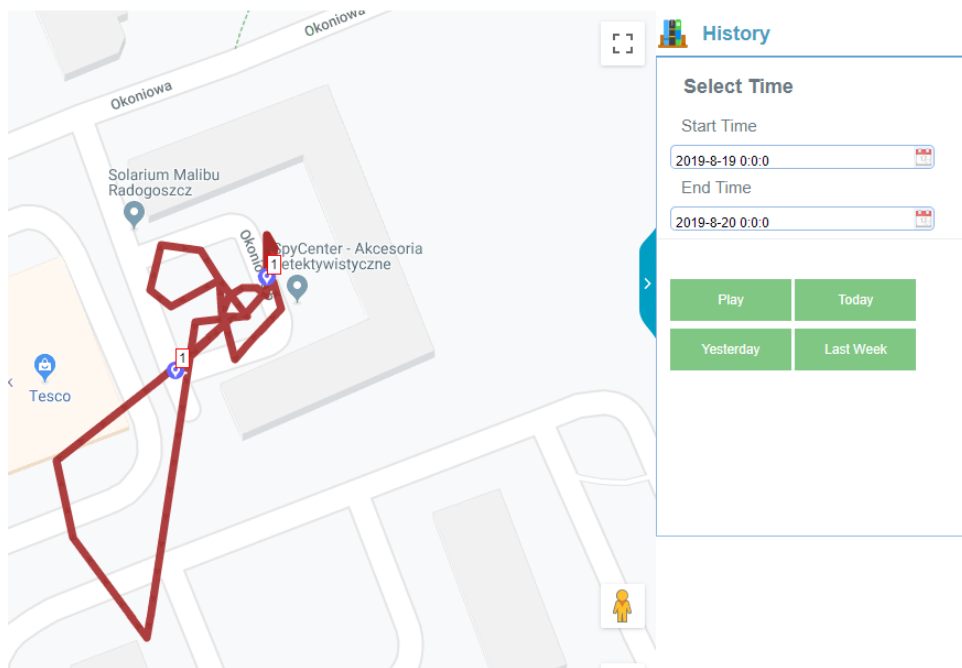 Okoniowa
Okoniowa
Solarium Malibu
Radogoszcz
Okoniowa
SpyCenter - Akcesoria
detektywistyczne
1
1
k
Tesco
History
Select Time
Start Time
2019-8-19 0:0:0
End Time
2019-8-20 0:0:0
Play
Today
Yesterday
Last Week